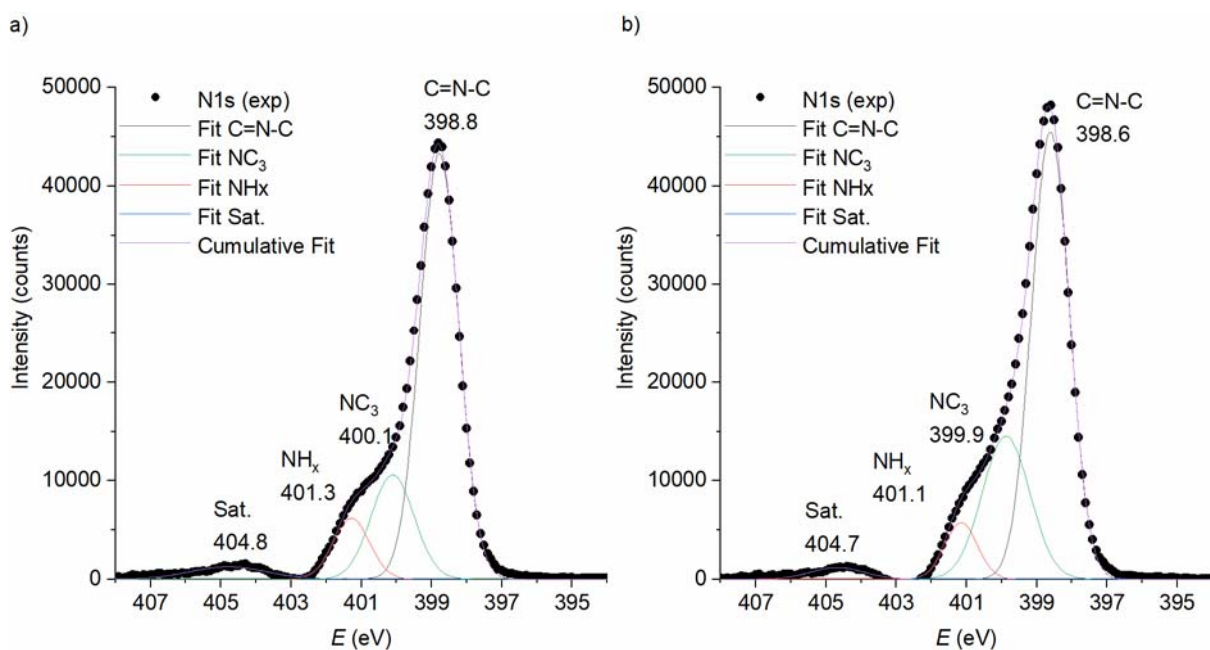 a)
50000
40000
30000
20000
10000
0
Intensity (counts)
N1s (exp)
Fit C=N-C
Fit NC₃
Fit NHx
Fit Sat.
Cumulative Fit
C=N-C
398.8
NC₃
400.1
NHₓ
401.3
Sat.
404.8
407 405 403 401 399 397 395
E (eV)
b)
50000
40000
30000
20000
10000
0
Intensity (counts)
N1s (exp)
Fit C=N-C
Fit NC₃
Fit NHx
Fit Sat.
Cumulative Fit
C=N-C
398.6
NC₃
399.9
NHₓ
401.1
Sat.
404.7
407 405 403 401 399 397 395
E (eV)